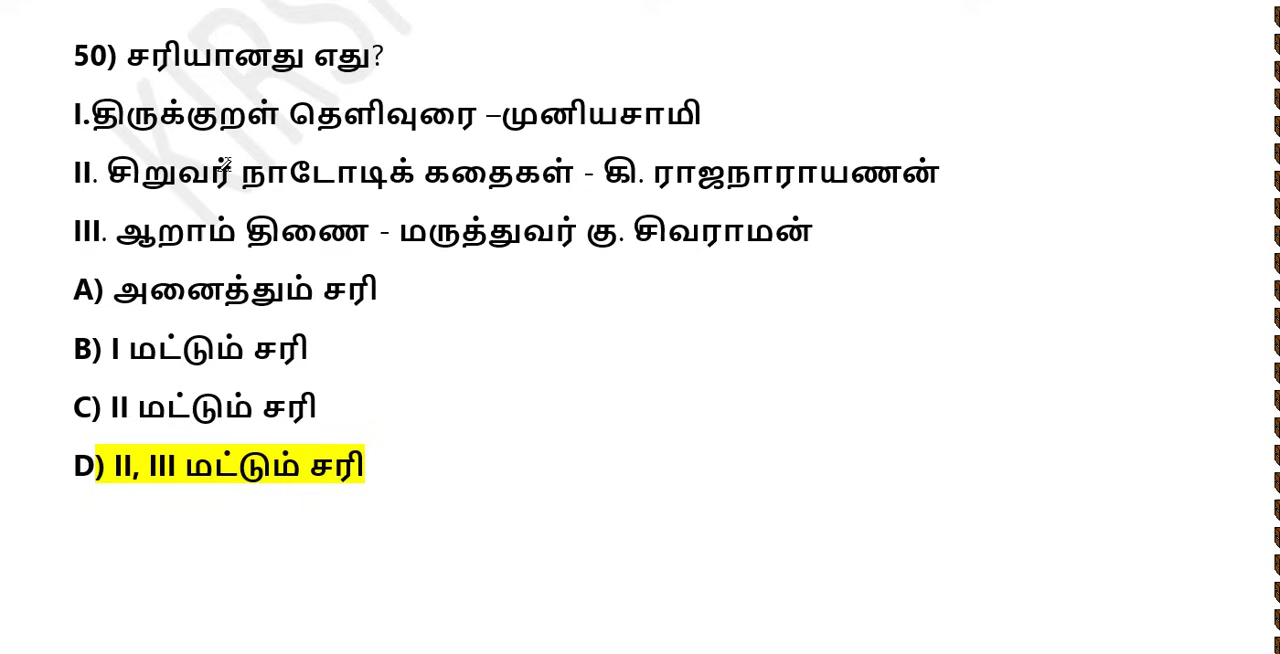 50) சரியானது எது?
I.திருக்குறள் தெளிவுரை –முனியசாமி
II. சிறுவர் நாடோடிக் கதைகள் - கி. ராஜநாராயணன்
III. ஆறாம் திணை - மருத்துவர் கு. சிவராமன்
A) அனைத்தும் சரி
B) I மட்டும் சரி
C) II மட்டும் சரி
D) II, III மட்டும் சரி